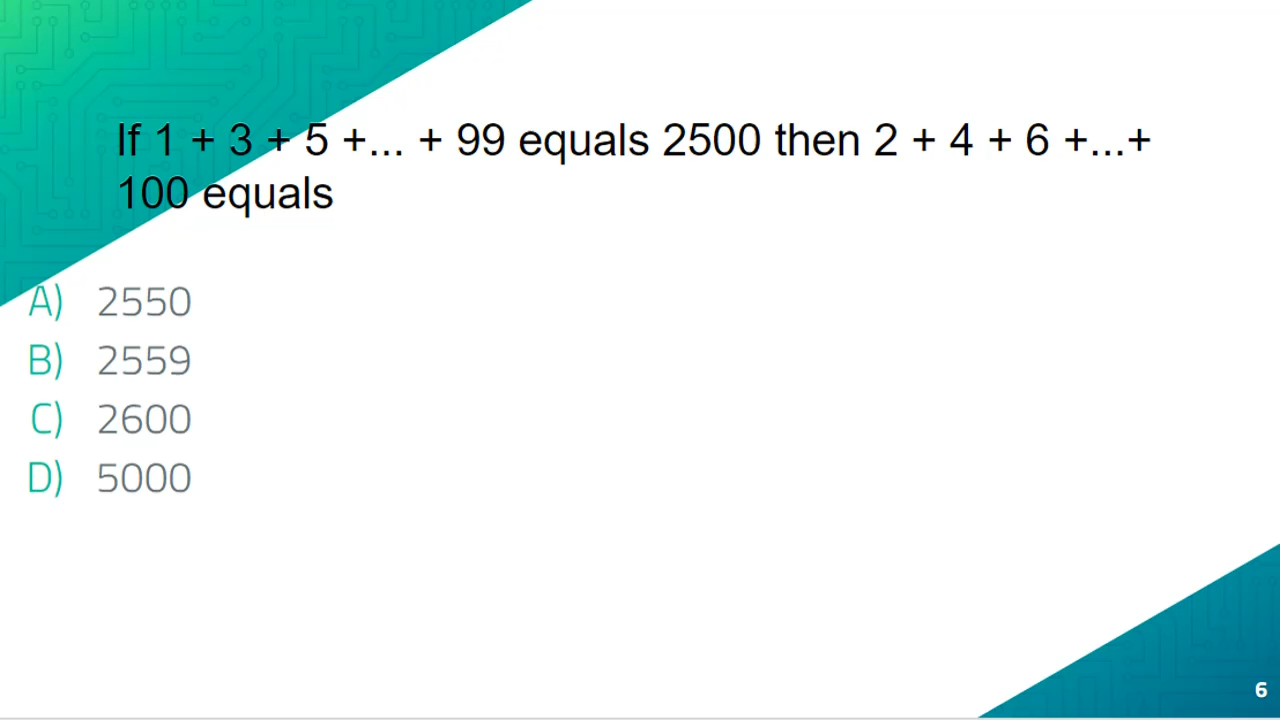 If 1 + 3 + 5 +... + 99 equals 2500 then 2 + 4 + 6 +...+
100 equals
A) 2550
B) 2559
C) 2600
D) 5000
6